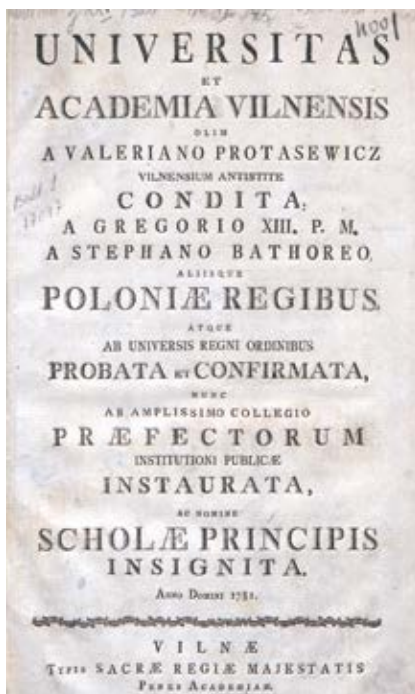 UNIVERSITAS
ET
ACADEMIA VILNENSIS
OLIM
A VALERIANO PROTASEWICZ
VILNENSIUM ANTISTITE
CONDITA,
A GREGORIO XIII. P. M.
A STEPHANO BATHOREO,
ALIISQUE
POLONIÆ REGIBUS.
ATQUE
AB UNIVERSIS REGNI ORDINIBUS
PROBATA ET CONFIRMATA,
NUNC
AB AMPLISSIMO COLLEGIO
PRÆFECTORUM
INSTITUTIONI PUBLICÆ
INSTAURATA,
AC NOMINE
SCHOLÆ PRINCIPIS
INSIGNITA.
ANNO DOMINI 1781.
VILNÆ
TYPIS SACRÆ REGIÆ MAJESTATIS
PENES ACADEMIAM.